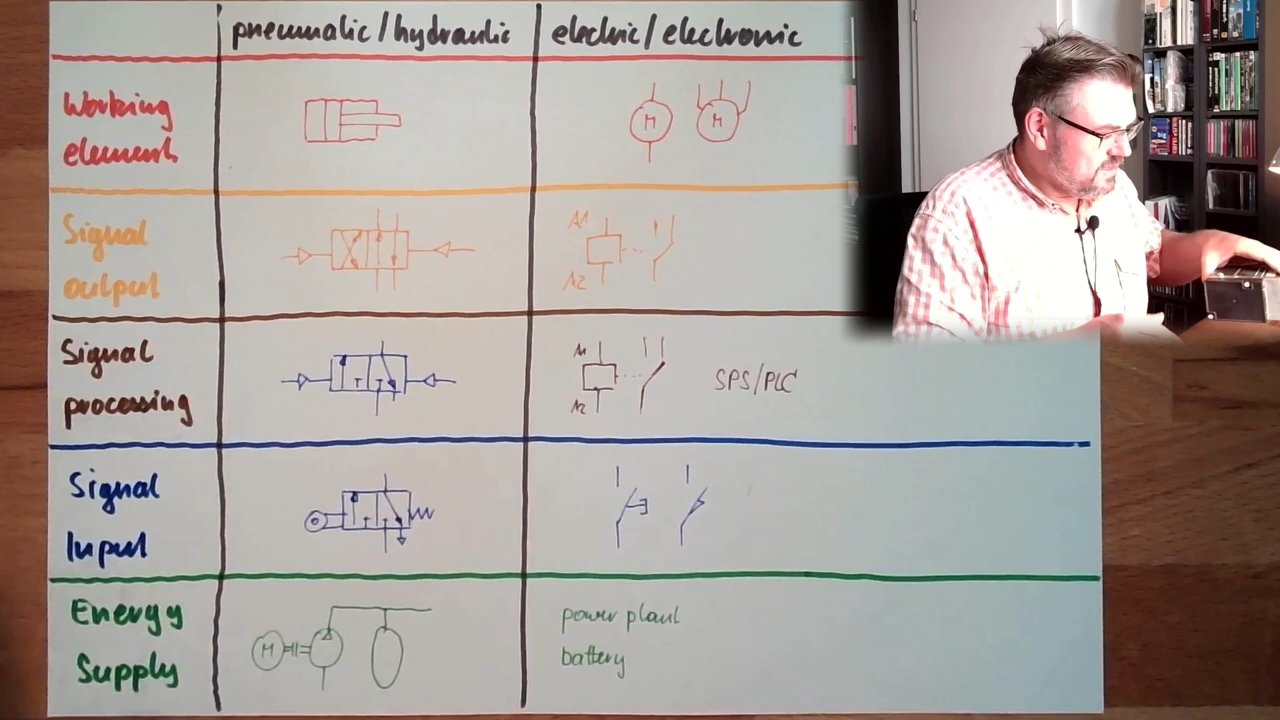 pneumatic/hydraulic electric/electronic
Working
elements
M M
Signal
output
A1
A2
Signal
processing
A1
A2
SPS/PLC
Signal
Input
Energy
Supply
M
power plant
battery